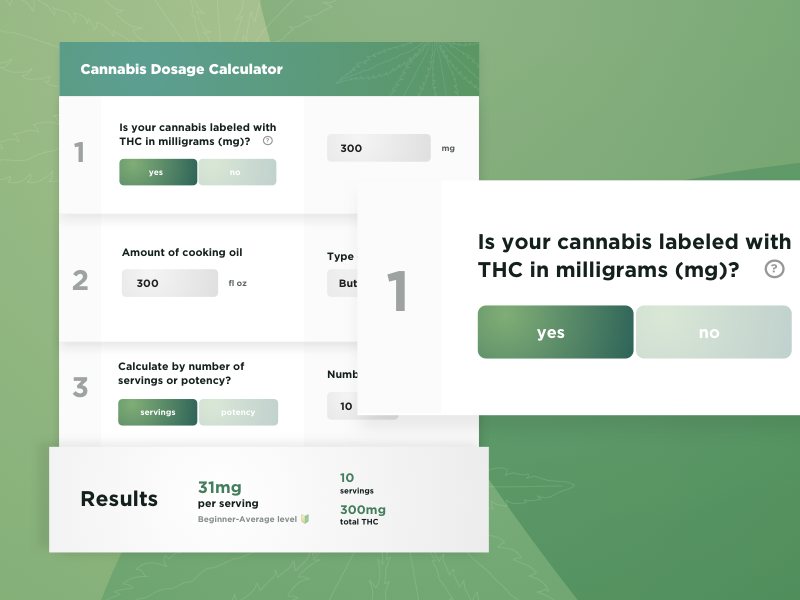 Cannabis Dosage Calculator
1
Is your cannabis labeled with
THC in milligrams (mg)? ?
yes no
300 mg
2
Amount of cooking oil
300 fl oz
Type
But
3
Calculate by number of
servings or potency?
servings potency
Numb
10
1
Is your cannabis labeled with
THC in milligrams (mg)? ?
yes no
Results
31mg
per serving
Beginner-Average level
10
servings
300mg
total THC